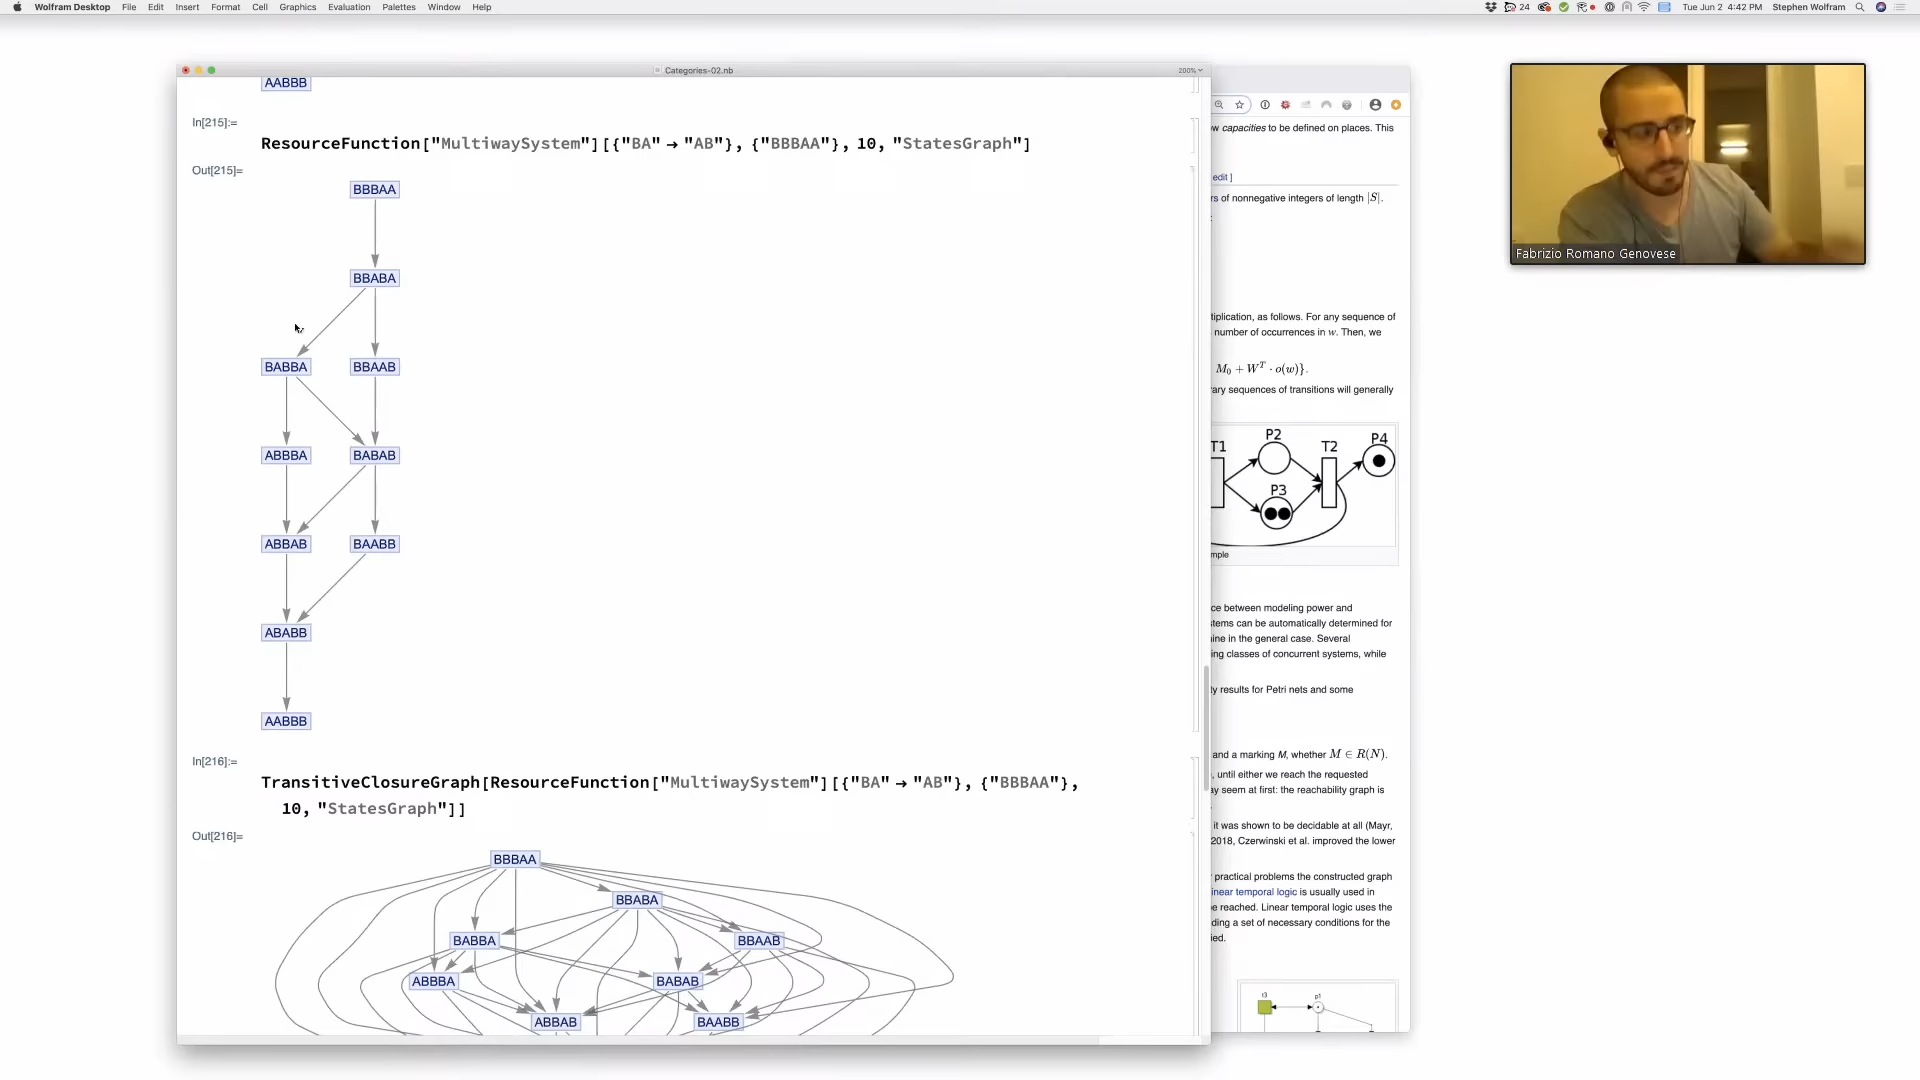 Wolfram Desktop File Edit Insert Format Cell Graphics Evaluation Palettes Window Help
24 Tue Jun 2 4:42 PM Stephen Wolfram
Categories-02.nb
200%
AABBB
In[215]:=
ResourceFunction["MultiwaySystem"][{"BA" → "AB"}, {"BBBAA"}, 10, "StatesGraph"]
Out[215]=
BBBAA
BBABA
BABBA BBAAB
ABBBA BABAB
ABBAB BAABB
ABABB
AABBB
In[216]:=
TransitiveClosureGraph[ResourceFunction["MultiwaySystem"][{"BA" → "AB"}, {"BBBAA"},
10, "StatesGraph"]]
Out[216]=
BBBAA
BBABA
BABBA BBAAB
ABBBA BABAB
ABBAB BAABB
capacities to be defined on places. This
edit ]
of nonnegative integers of length |S|.
tiplication, as follows. For any sequence of
number of occurrences in w. Then, we
M₀ + Wᵀ · o(w)}.
ary sequences of transitions will generally
T1 P2 T2 P4
P3
mple
ce between modeling power and
stems can be automatically determined for
ine in the general case. Several
ing classes of concurrent systems, while
ty results for Petri nets and some
and a marking M, whether M ∈ R(N).
, until either we reach the requested
ay seem at first: the reachability graph is
it was shown to be decidable at all (Mayr,
2018, Czerwinski et al. improved the lower
practical problems the constructed graph
linear temporal logic is usually used in
be reached. Linear temporal logic uses the
ding a set of necessary conditions for the
ied.
t3 p1
Fabrizio Romano Genovese